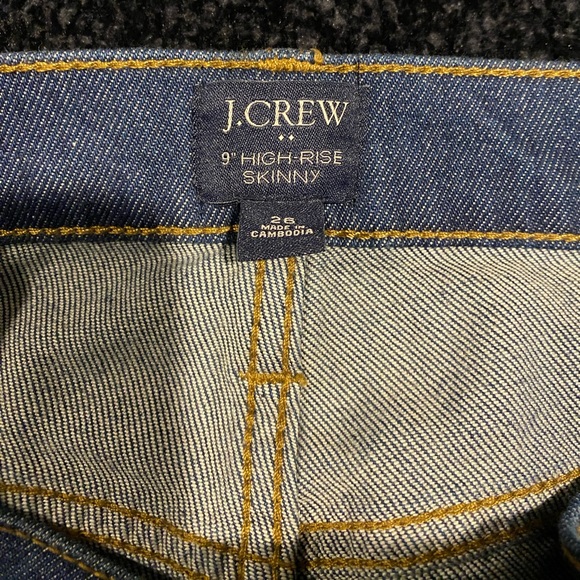 J.CREW
9" HIGH-RISE
SKINNY
26
MADE IN
CAMBODIA